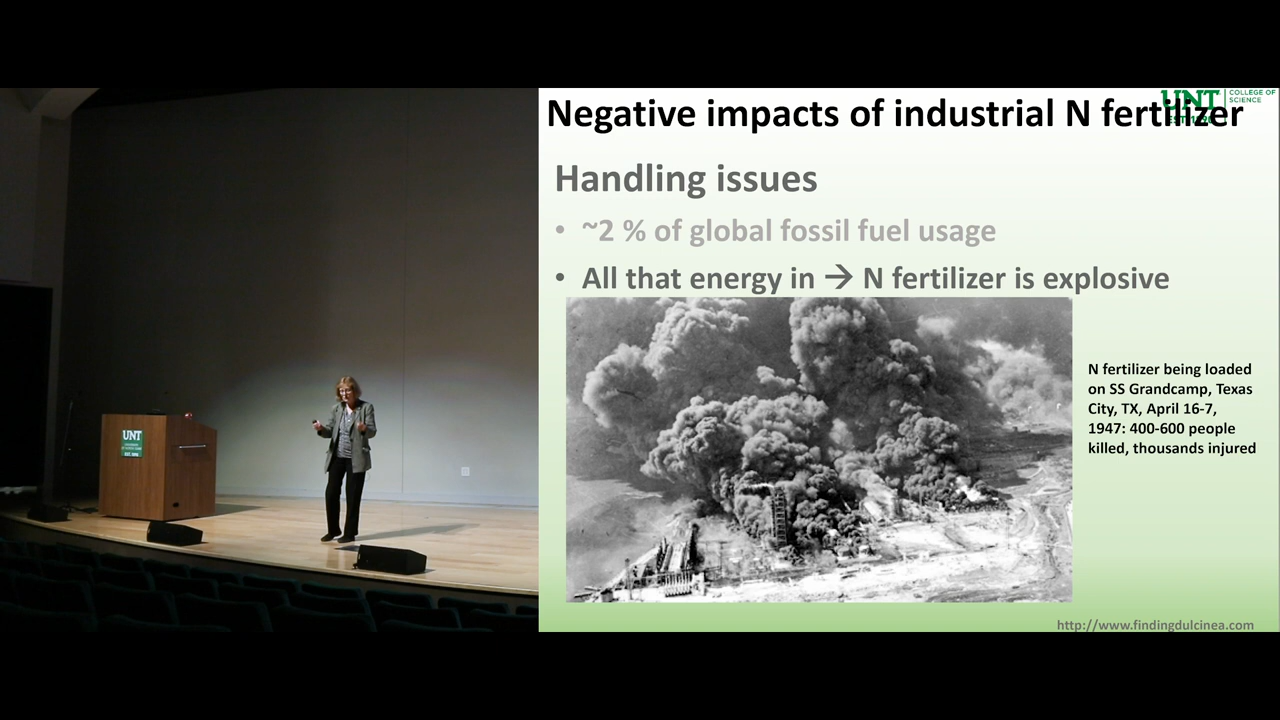 UNT
COLLEGE OF
SCIENCE
Negative impacts of industrial N fertilizer
Handling issues
• ~2 % of global fossil fuel usage
• All that energy in → N fertilizer is explosive
N fertilizer being loaded
on SS Grandcamp, Texas
City, TX, April 16-7,
1947: 400-600 people
killed, thousands injured
http://www.findingdulcinea.com
UNT